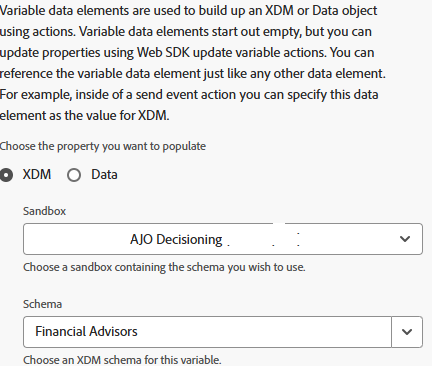 Variable data elements are used to build up an XDM or Data object
using actions. Variable data elements start out empty, but you can
update properties using Web SDK update variable actions. You can
reference the variable data element just like any other data element.
For example, inside of a send event action you can specify this data
element as the value for XDM.
Choose the property you want to populate
XDM Data
Sandbox
AJO Decisioning
Choose a sandbox containing the schema you wish to use.
Schema
Financial Advisors
Choose an XDM schema for this variable.